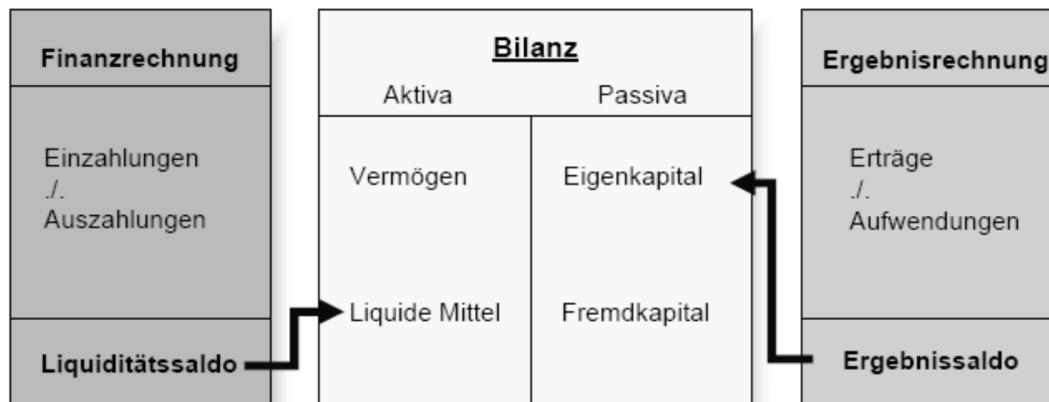 Finanzrechnung
Einzahlungen
./.
Auszahlungen
Liquiditätssaldo
Bilanz
Aktiva Passiva
Vermögen Eigenkapital
Liquide Mittel Fremdkapital
Ergebnisrechnung
Erträge
./.
Aufwendungen
Ergebnissaldo